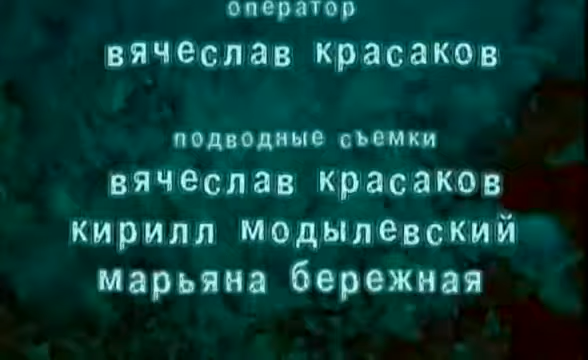 оператор
вячеслав красаков
подводные съемки
вячеслав красаков
кирилл модылевский
марьяна бережная